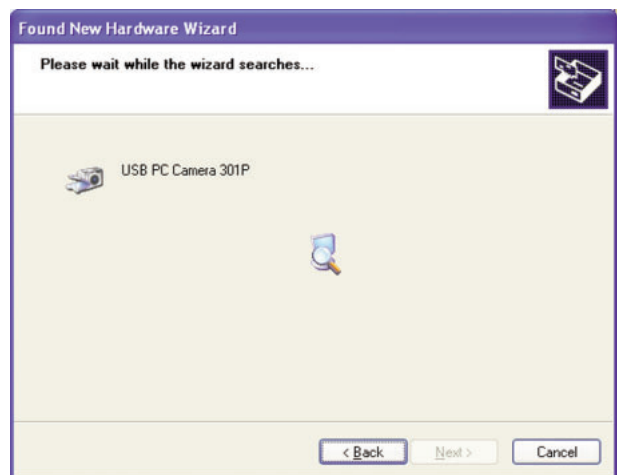 Found New Hardware Wizard
Please wait while the wizard searches...
USB PC Camera 301P
< Back
Next >
Cancel